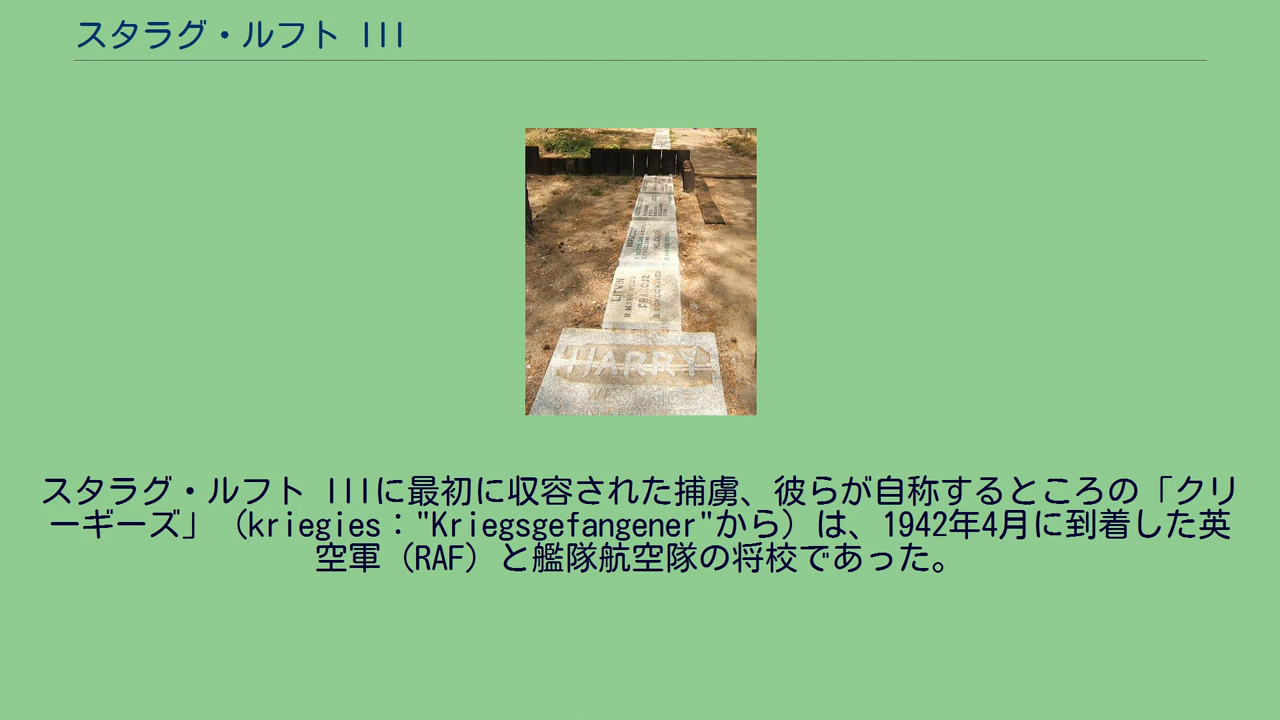 スタラグ・ルフト III
HARRY
スタラグ・ルフト IIIに最初に収容された捕虜、彼らが自称するところの「クリ
ーギーズ」（kriegies："Kriegsgefangener"から）は、1942年4月に到着した英
空軍（RAF）と艦隊航空隊の将校であった。